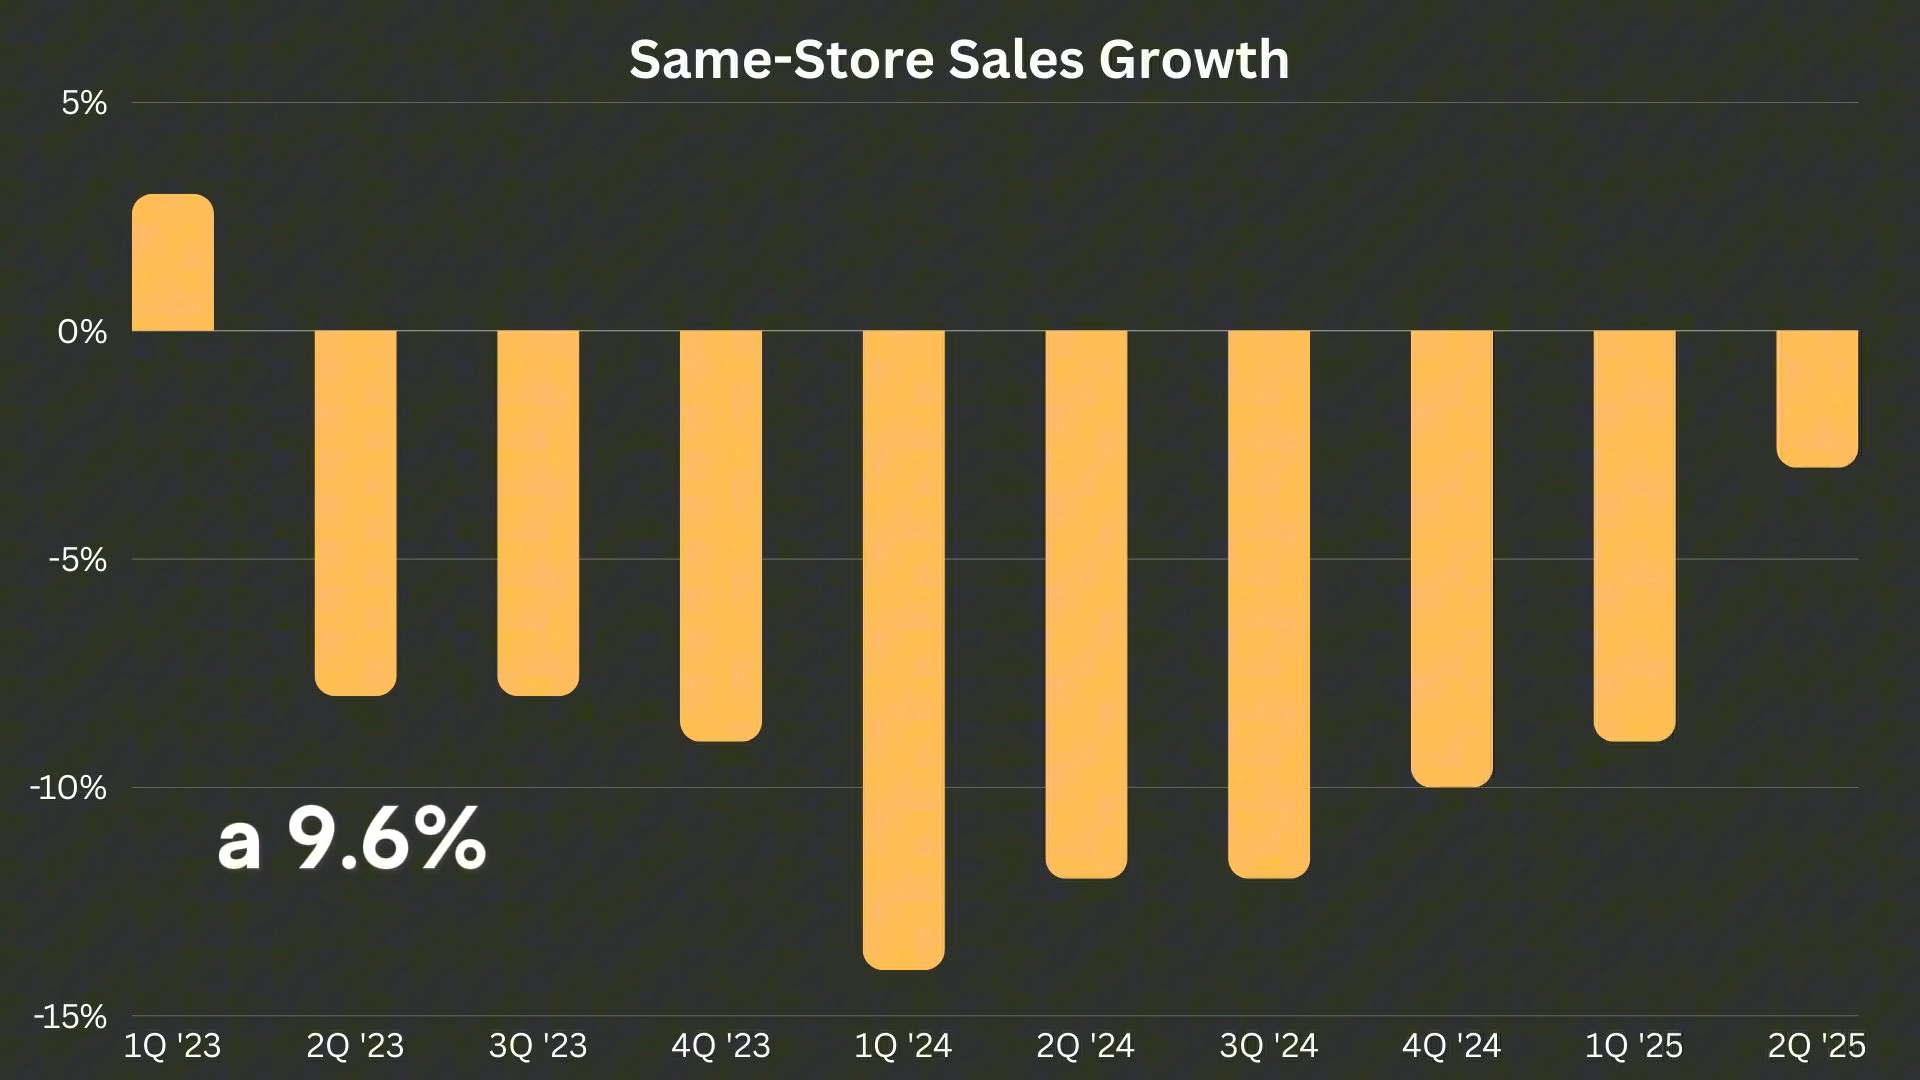 Same-Store Sales Growth
5%
0%
-5%
-10%
a 9.6%
-15%
1Q '23 2Q '23 3Q '23 4Q '23 1Q '24 2Q '24 3Q '24 4Q '24 1Q '25 2Q '25